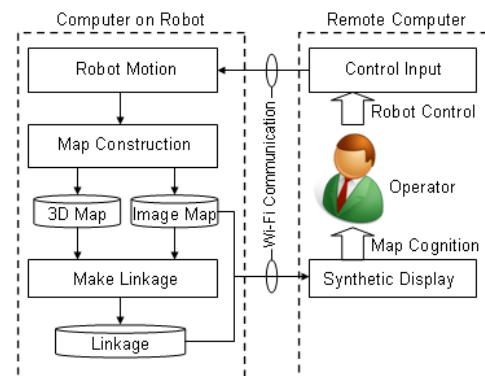 Computer on Robot
Remote Computer
Robot Motion
Control Input
Robot Control
Map Construction
Wi-Fi Communication
Operator
3D Map
Image Map
Map Cognition
Make Linkage
Synthetic Display
Linkage